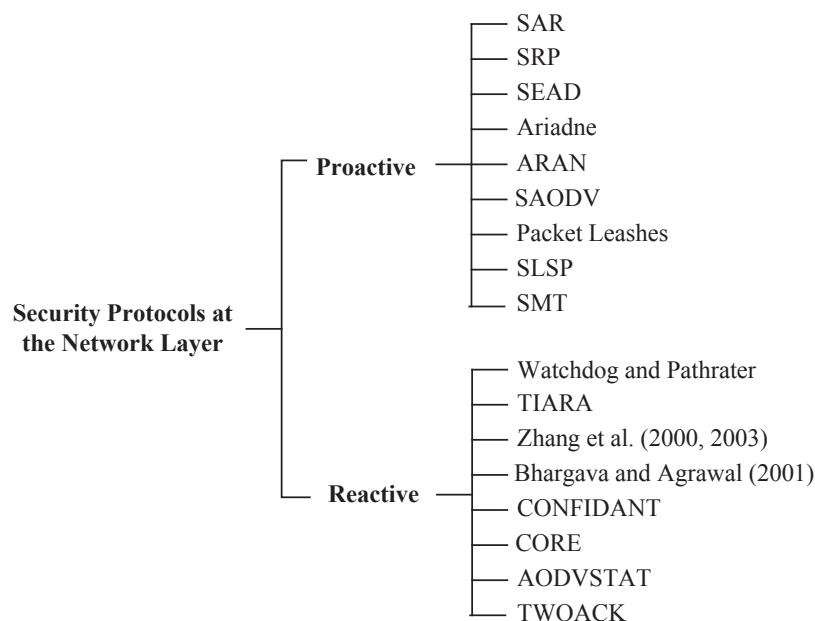 SAR
SRP
SEAD
Ariadne
Proactive
ARAN
SAODV
Packet Leashes
SLSP
SMT
Security Protocols at
the Network Layer
Watchdog and Pathrater
TIARA
Zhang et al. (2000, 2003)
Bhargava and Agrawal (2001)
Reactive
CONFIDANT
CORE
AODVSTAT
TWOACK